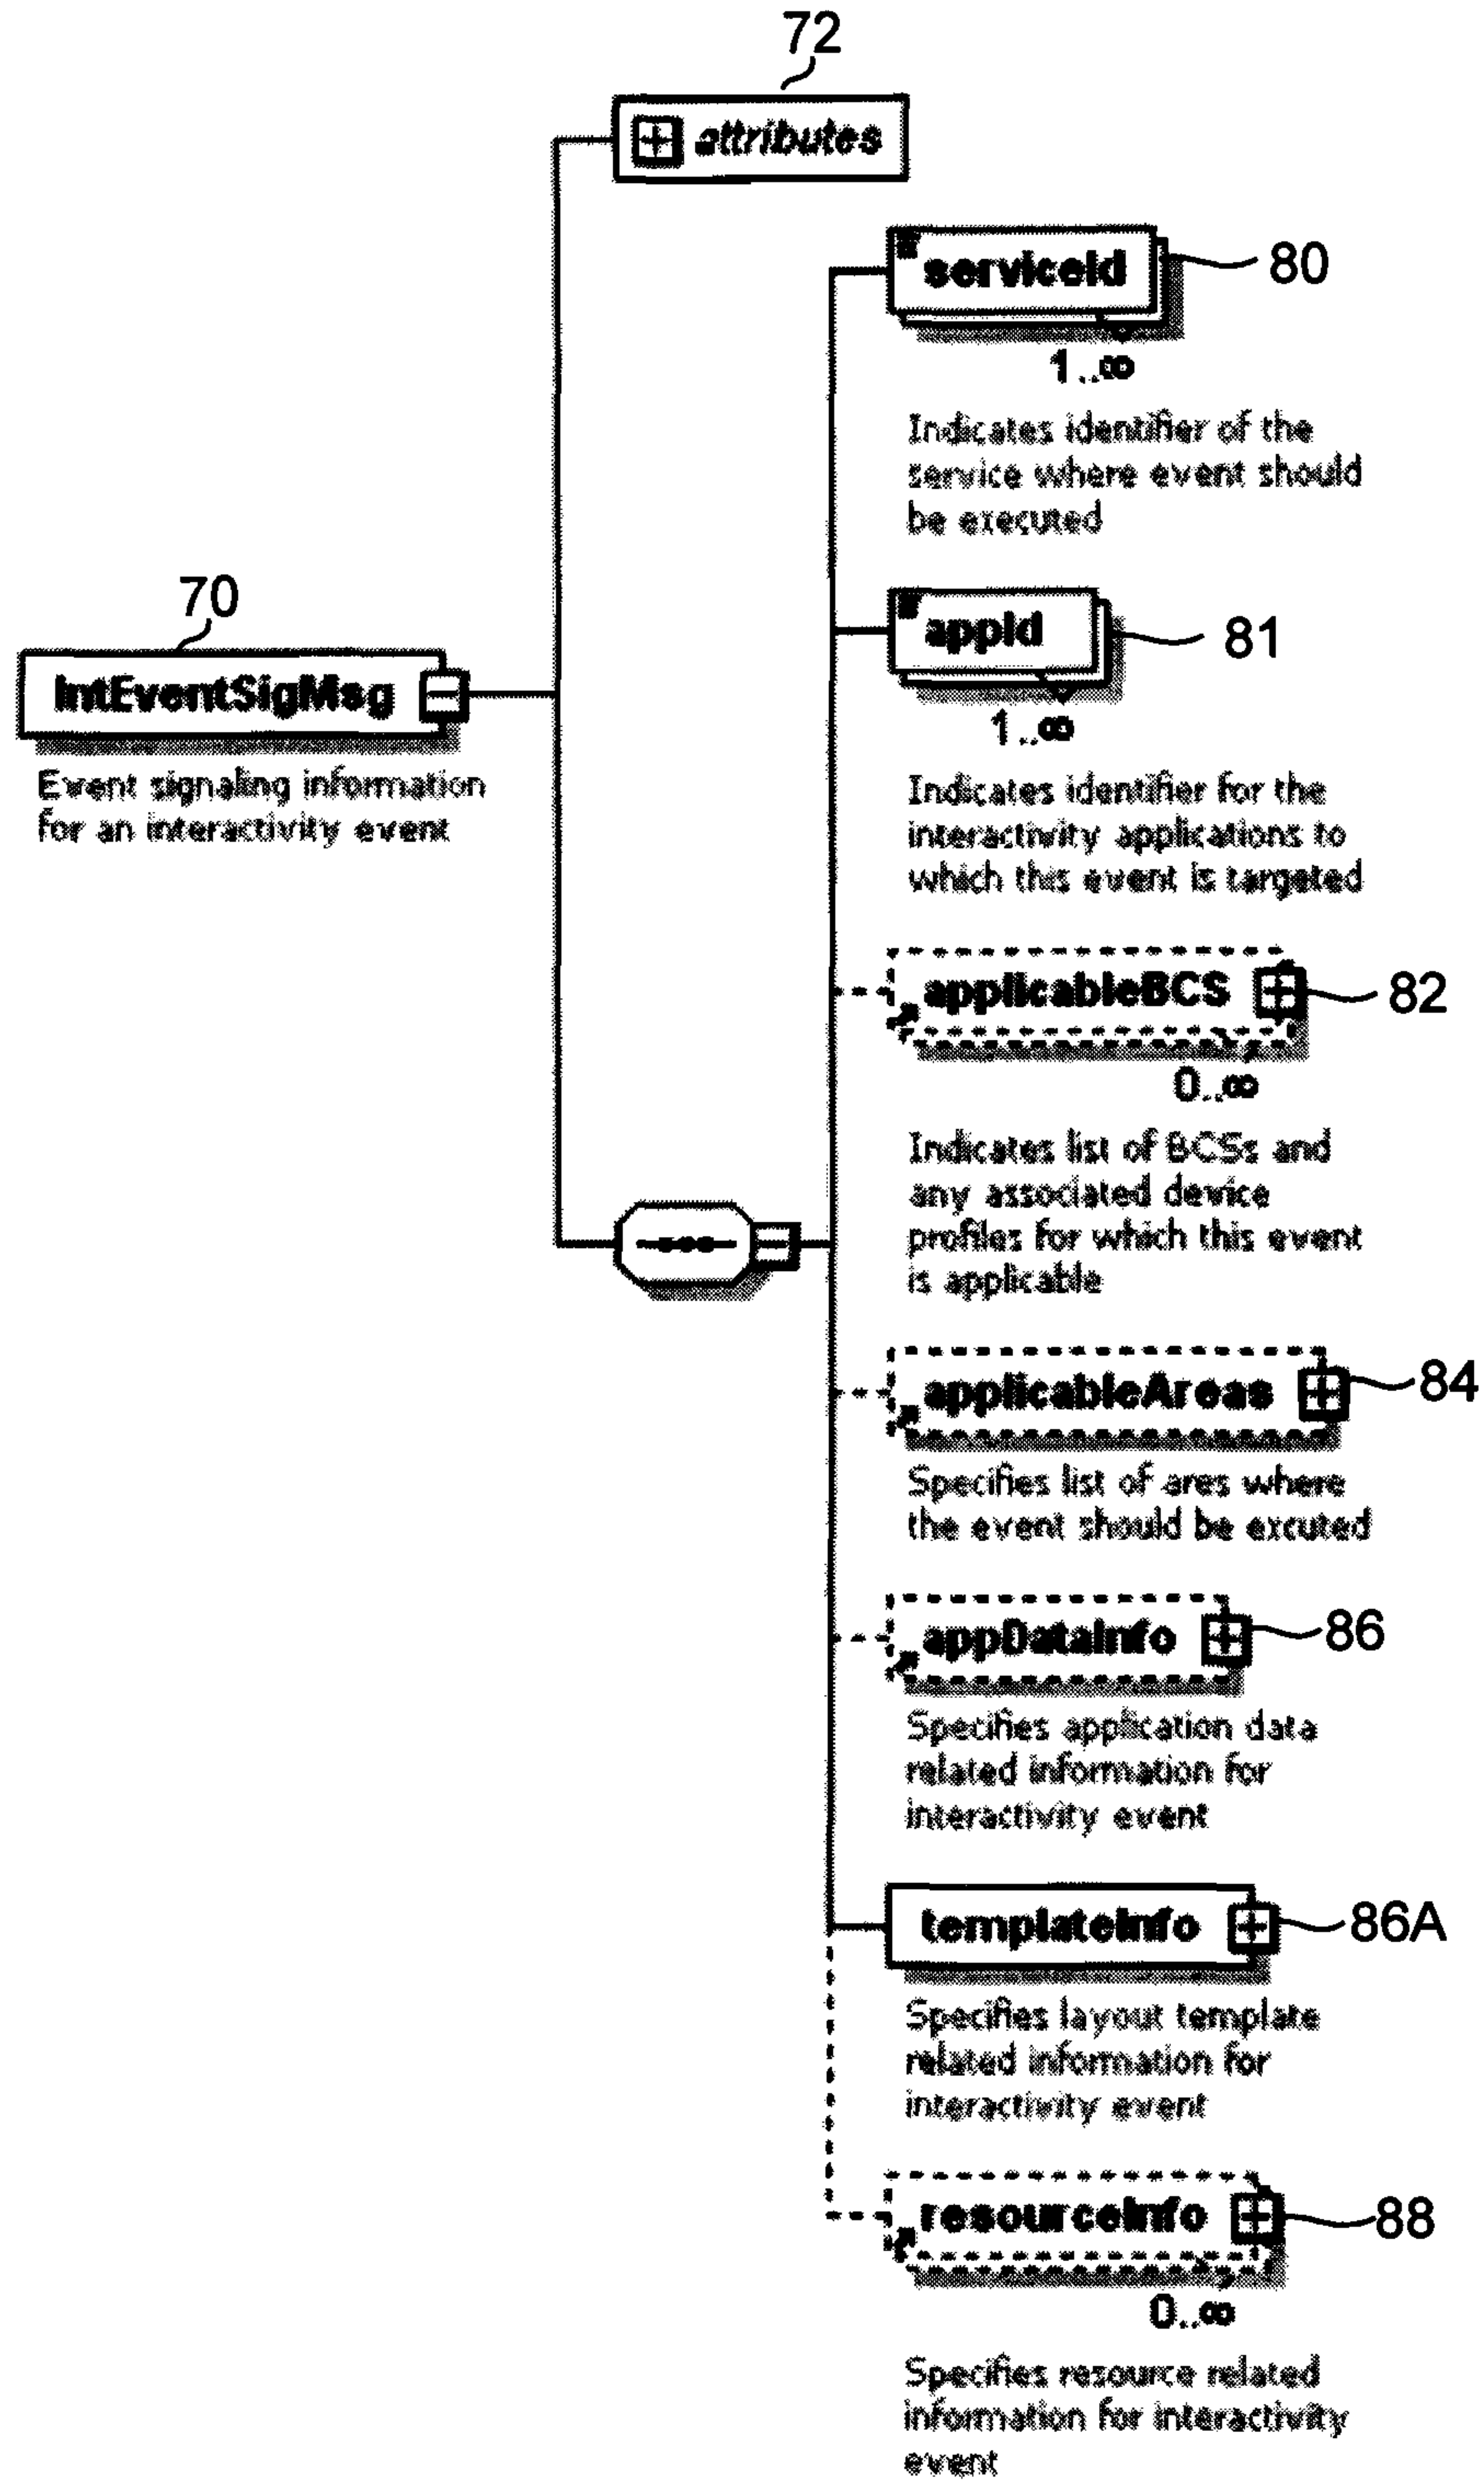 72
attributes
serviceId
80
1..∞
Indicates identifier of the
service where event should
be executed
70
IntEventSigMsg
Event signaling information
for an interactivity event
appId
81
1..∞
Indicates identifier for the
interactivity applications to
which this event is targeted
applicableBCS
82
0..∞
Indicates list of BCSs and
any associated device
profiles for which this event
is applicable
applicableAreas
84
Specifies list of ares where
the event should be excuted
appDataInfo
86
Specifies application data
related information for
interactivity event
templateInfo
86A
Specifies layout template
related information for
interactivity event
resourceInfo
88
0..∞
Specifies resource related
information for interactivity
event